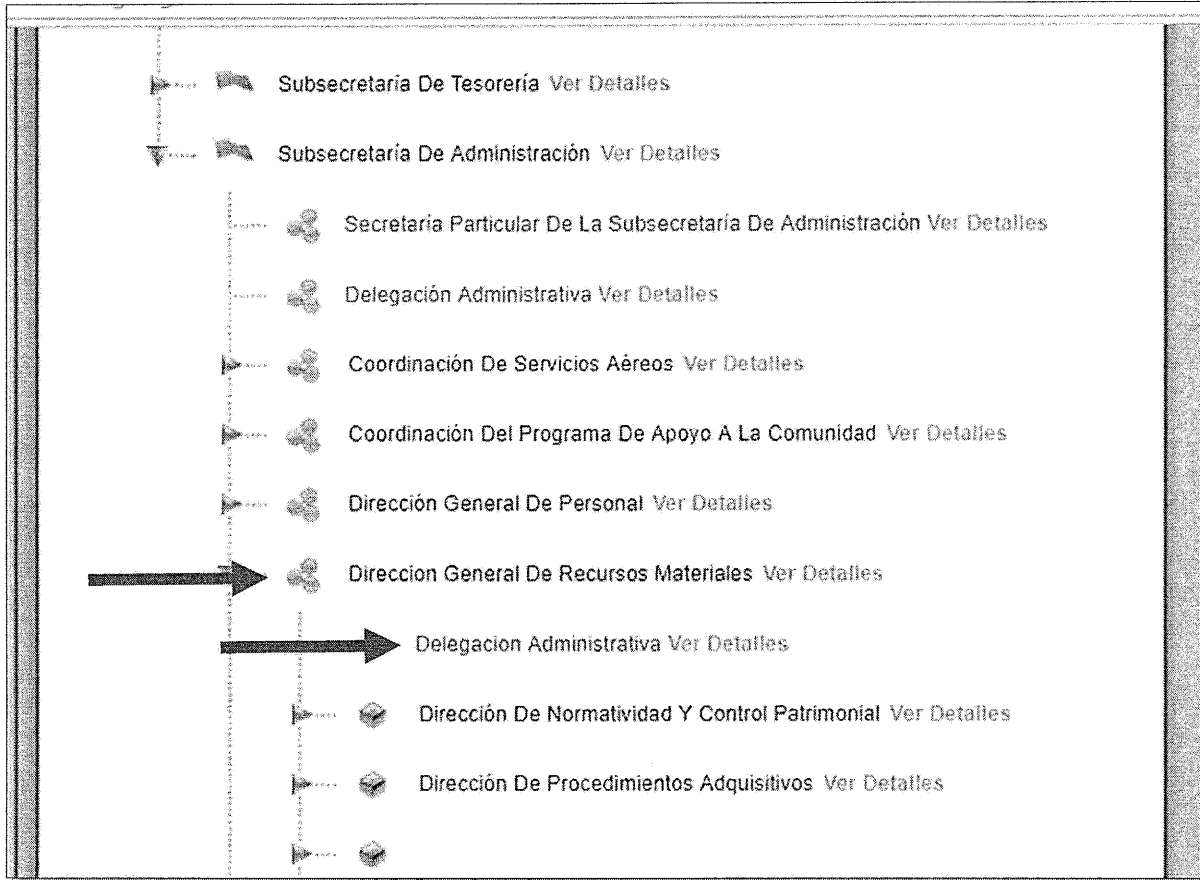 Subsecretaría De Tesorería Ver Detalles
Subsecretaría De Administración Ver Detalles
Secretaría Particular De La Subsecretaría De Administración Ver Detalles
Delegación Administrativa Ver Detalles
Coordinación De Servicios Aéreos Ver Detalles
Coordinación Del Programa De Apoyo A La Comunidad Ver Detalles
Dirección General De Personal Ver Detalles
Direccion General De Recursos Materiales Ver Detalles
Delegacion Administrativa Ver Detalles
Dirección De Normatividad Y Control Patrimonial Ver Detalles
Dirección De Procedimientos Adquisitivos Ver Detalles